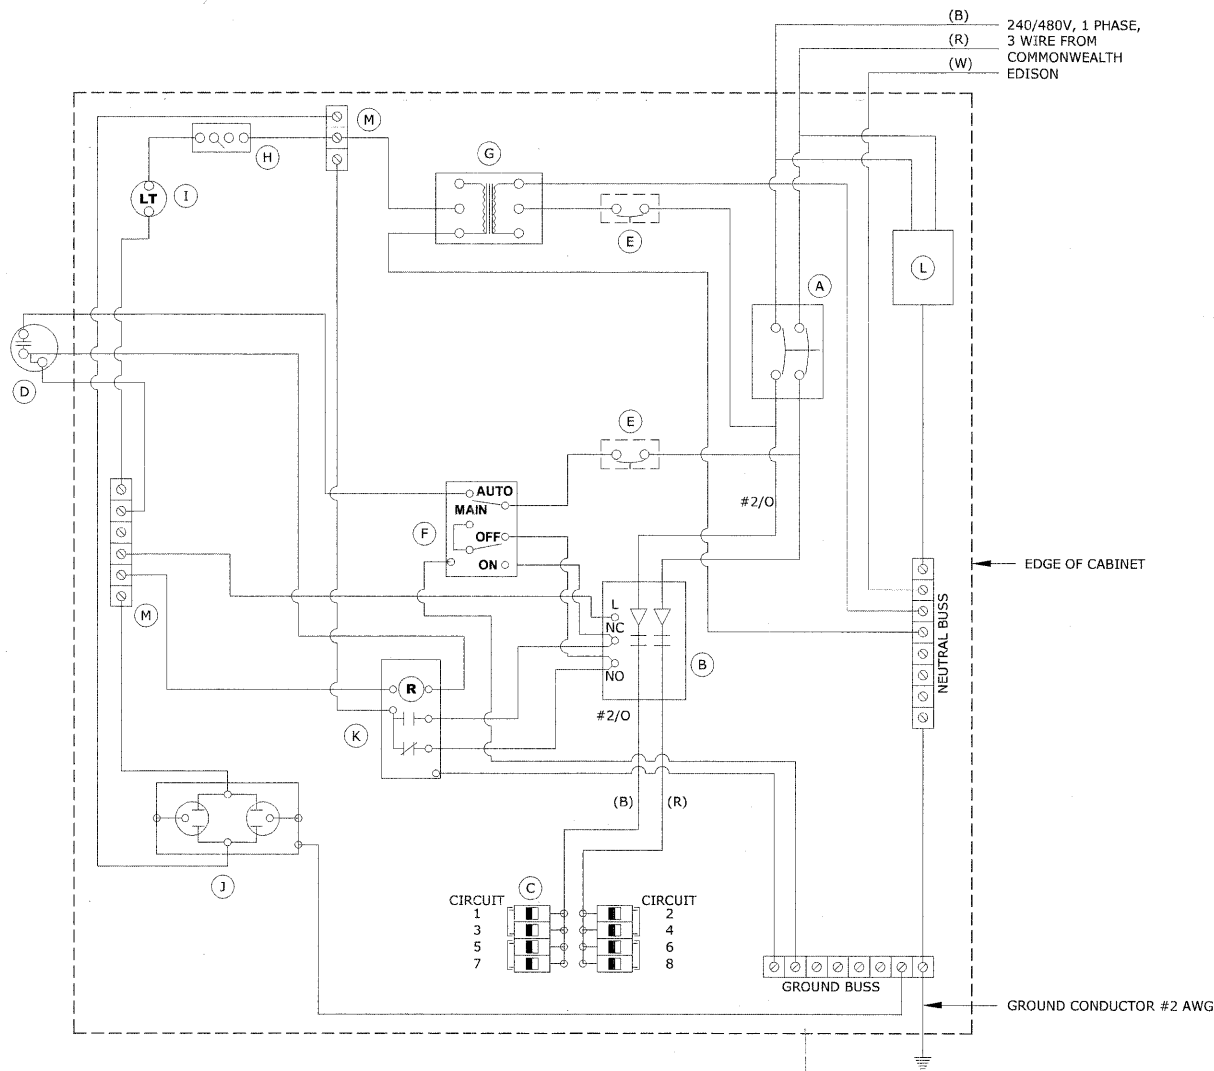 (B)
240/480V, 1 PHASE,
(R)
3 WIRE FROM
COMMONWEALTH
(W)
EDISON
M
H
G
LT
I
E
L
A
D
E
AUTO
MAIN
#2/O
F
OFF
ON
EDGE OF CABINET
L
NC
M
NEUTRAL BUSS
B
NO
R
#2/O
K
(B)
(R)
J
C
CIRCUIT
CIRCUIT
1
2
3
4
5
6
7
8
GROUND BUSS
GROUND CONDUCTOR #2 AWG